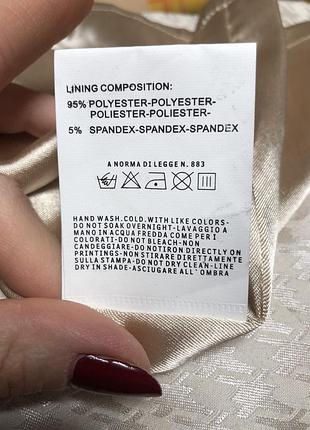 LINING COMPOSITION:
95% POLYESTER-POLYESTER-
POLIESTER-POLIESTER-
5% SPANDEX-SPANDEX-SPANDEX
A NORMA DI LEGGE N. 883
HAND WASH.COLD.WITH LIKE COLORS-
DO NOT SOAK OVERNIGHT-LAVAGGIO A
MANO IN ACQUA FREDDA COME PER I
COLORATI-DO NOT BLEACH-NON
CANDEGGIARE-DO NOTIRON DIRECTLY ON
PRINTINGS-NON STIRARE DIRETTAMENTE
SULLA STAMPA-DO NOT DRY CLEAN-LINE
DRY IN SHADE-ASCIUGARE ALL`OMBRA